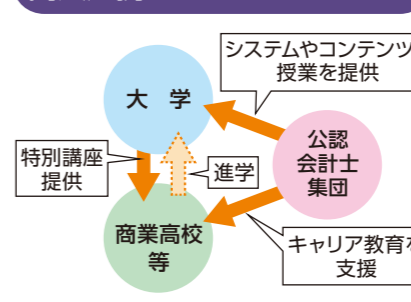 システムやコンテンツ
授業を提供
大 学
公認
会計士
集団
特別講座
提供
進学
商業高校
等
キャリア教育を
支援